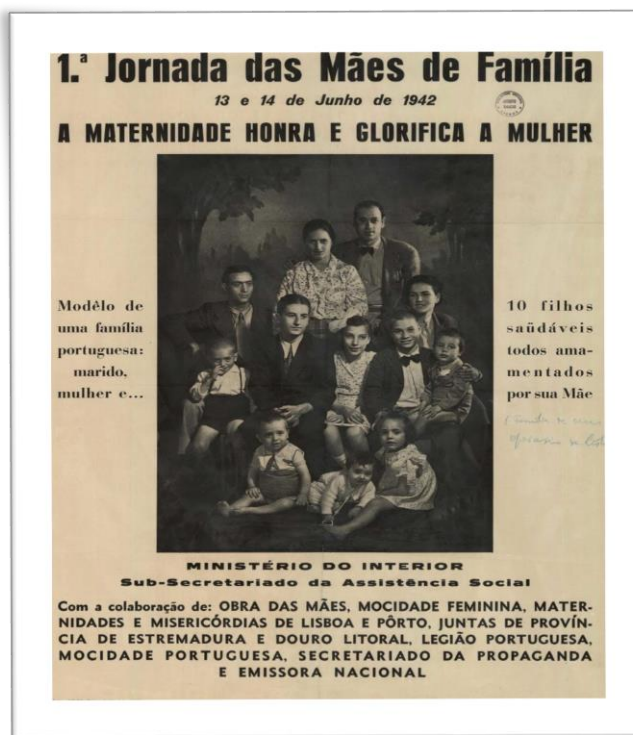 1.ª Jornada das Mães de Família
13 e 14 de Junho de 1942
A MATERNIDADE HONRA E GLORIFICA A MULHER
Modêlo de
uma família
portuguesa:
marido,
mulher e...
10 filhos
saüdáveis
todos ama-
mentados
por sua Mãe
MINISTÉRIO DO INTERIOR
Sub-Secretariado da Assistência Social
Com a colaboração de: OBRA DAS MÃES, MOCIDADE FEMININA, MATER-
NIDADES E MISERICÓRDIAS DE LISBOA E PÔRTO, JUNTAS DE PROVÍN-
CIA DE ESTREMADURA E DOURO LITORAL, LEGIÃO PORTUGUESA,
MOCIDADE PORTUGUESA, SECRETARIADO DA PROPAGANDA
E EMISSORA NACIONAL